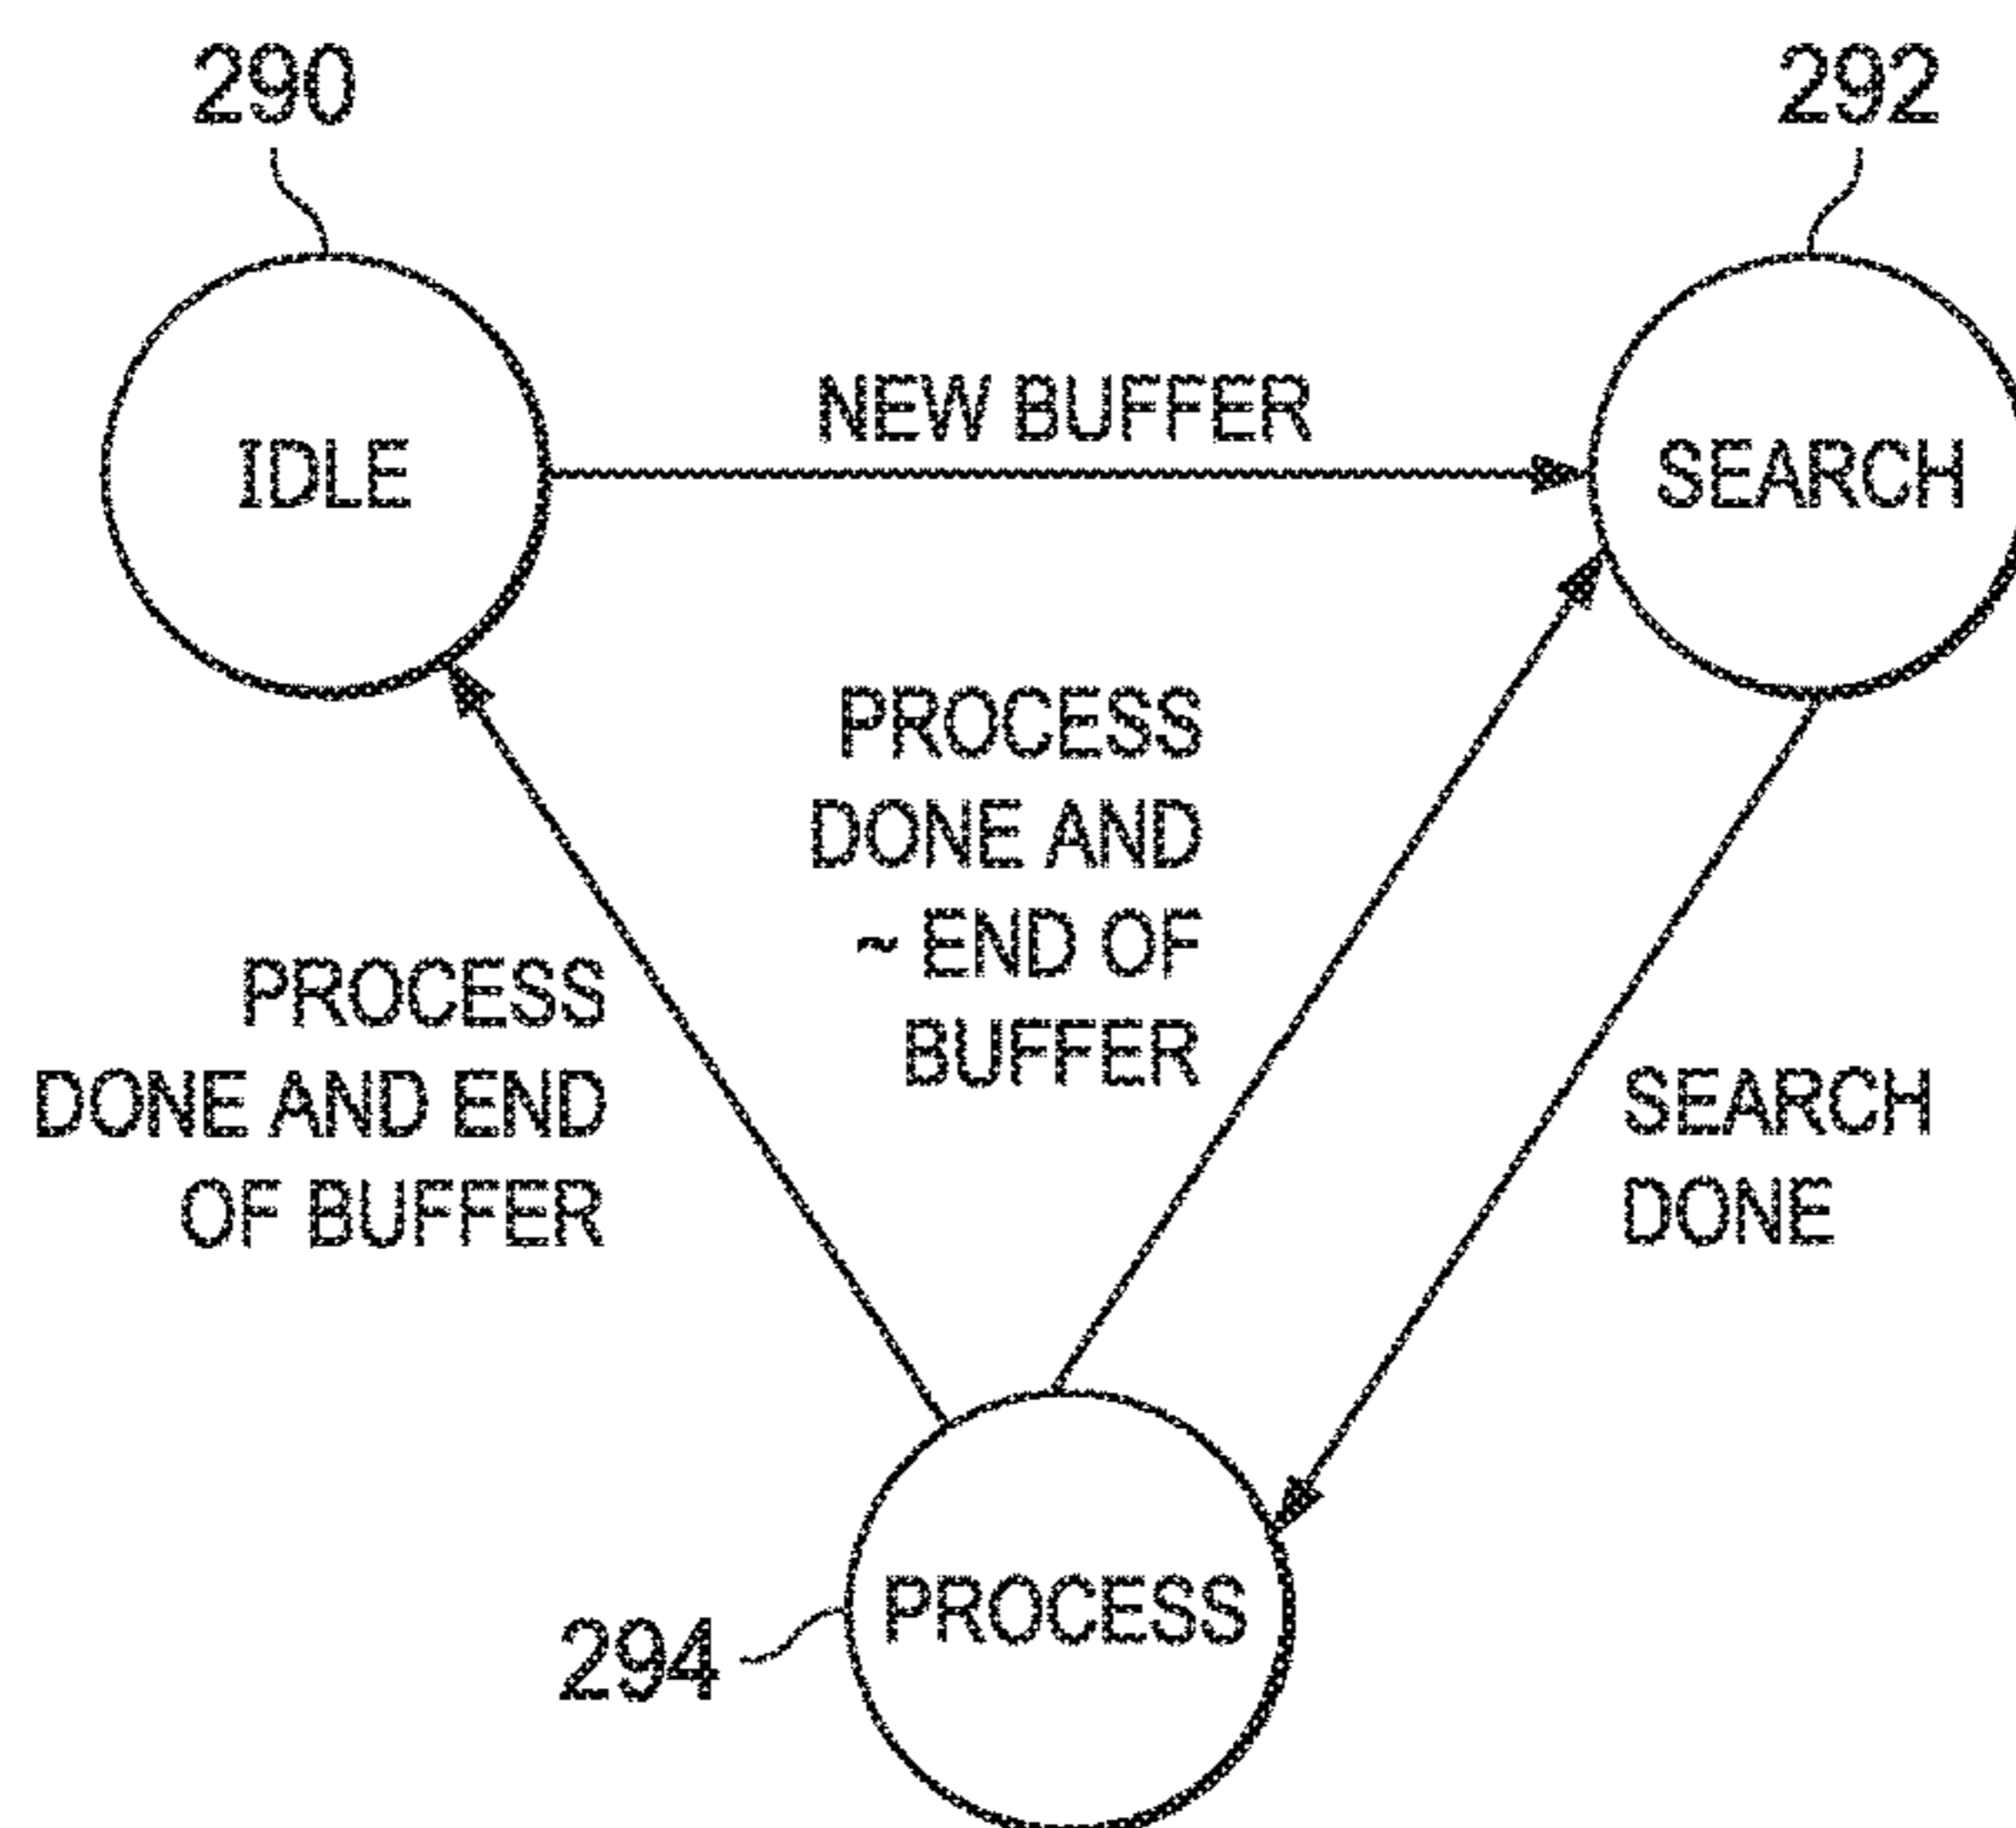 290
292
NEW BUFFER
IDLE
SEARCH
PROCESS
DONE AND
~ END OF
BUFFER
PROCESS
DONE AND END
OF BUFFER
SEARCH
DONE
PROCESS
294